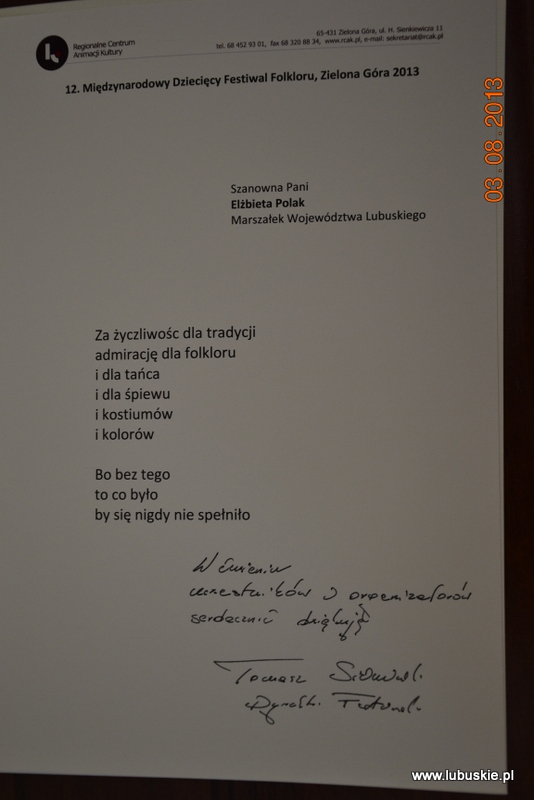 Regionalne Centrum
Animacji Kultury
65-431 Zielona Góra, ul. H. Sienkiewicza 11
tel. 68 452 93 01, fax 68 320 88 34, www.rcak.pl, e-mail: sekretariat@rcak.pl
12. Międzynarodowy Dziecięcy Festiwal Folkloru, Zielona Góra 2013
03.08.2013
Szanowna Pani
Elżbieta Polak
Marszałek Województwa Lubuskiego
Za życzliwośc dla tradycji
admirację dla folkloru
i dla tańca
i dla śpiewu
i kostiumów
i kolorów
Bo bez tego
to co było
by się nigdy nie spełniło
W imieniu
uczestników i organizatorów
serdecznie dziękuję
Tomasz
www.lubuskie.pl